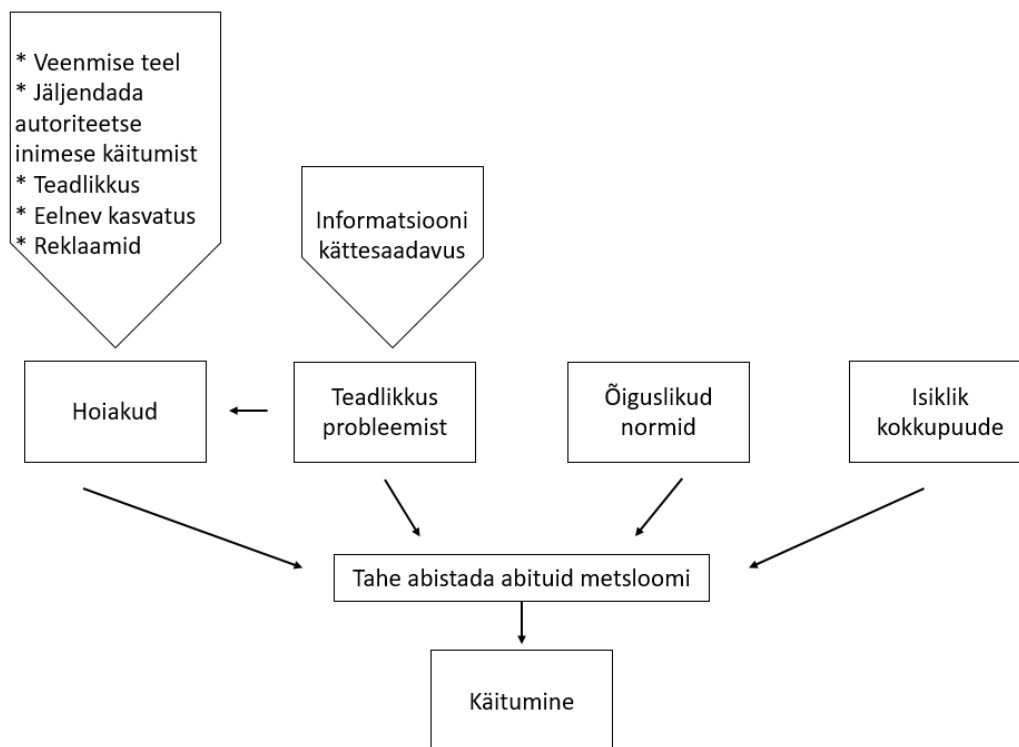 * Veenmise teel
* Jäljendada
autoriteetse
inimese käitumist
* Teadlikkus
* Eelnev kasvatus
* Reklaamid
Informatsiooni
kättesaadavus
Hoiakud
Teadlikkus
probleemist
Õiguslikud
normid
Isiklik
kokkupuude
Tahe abistada abituid metsloomi
Käitumine